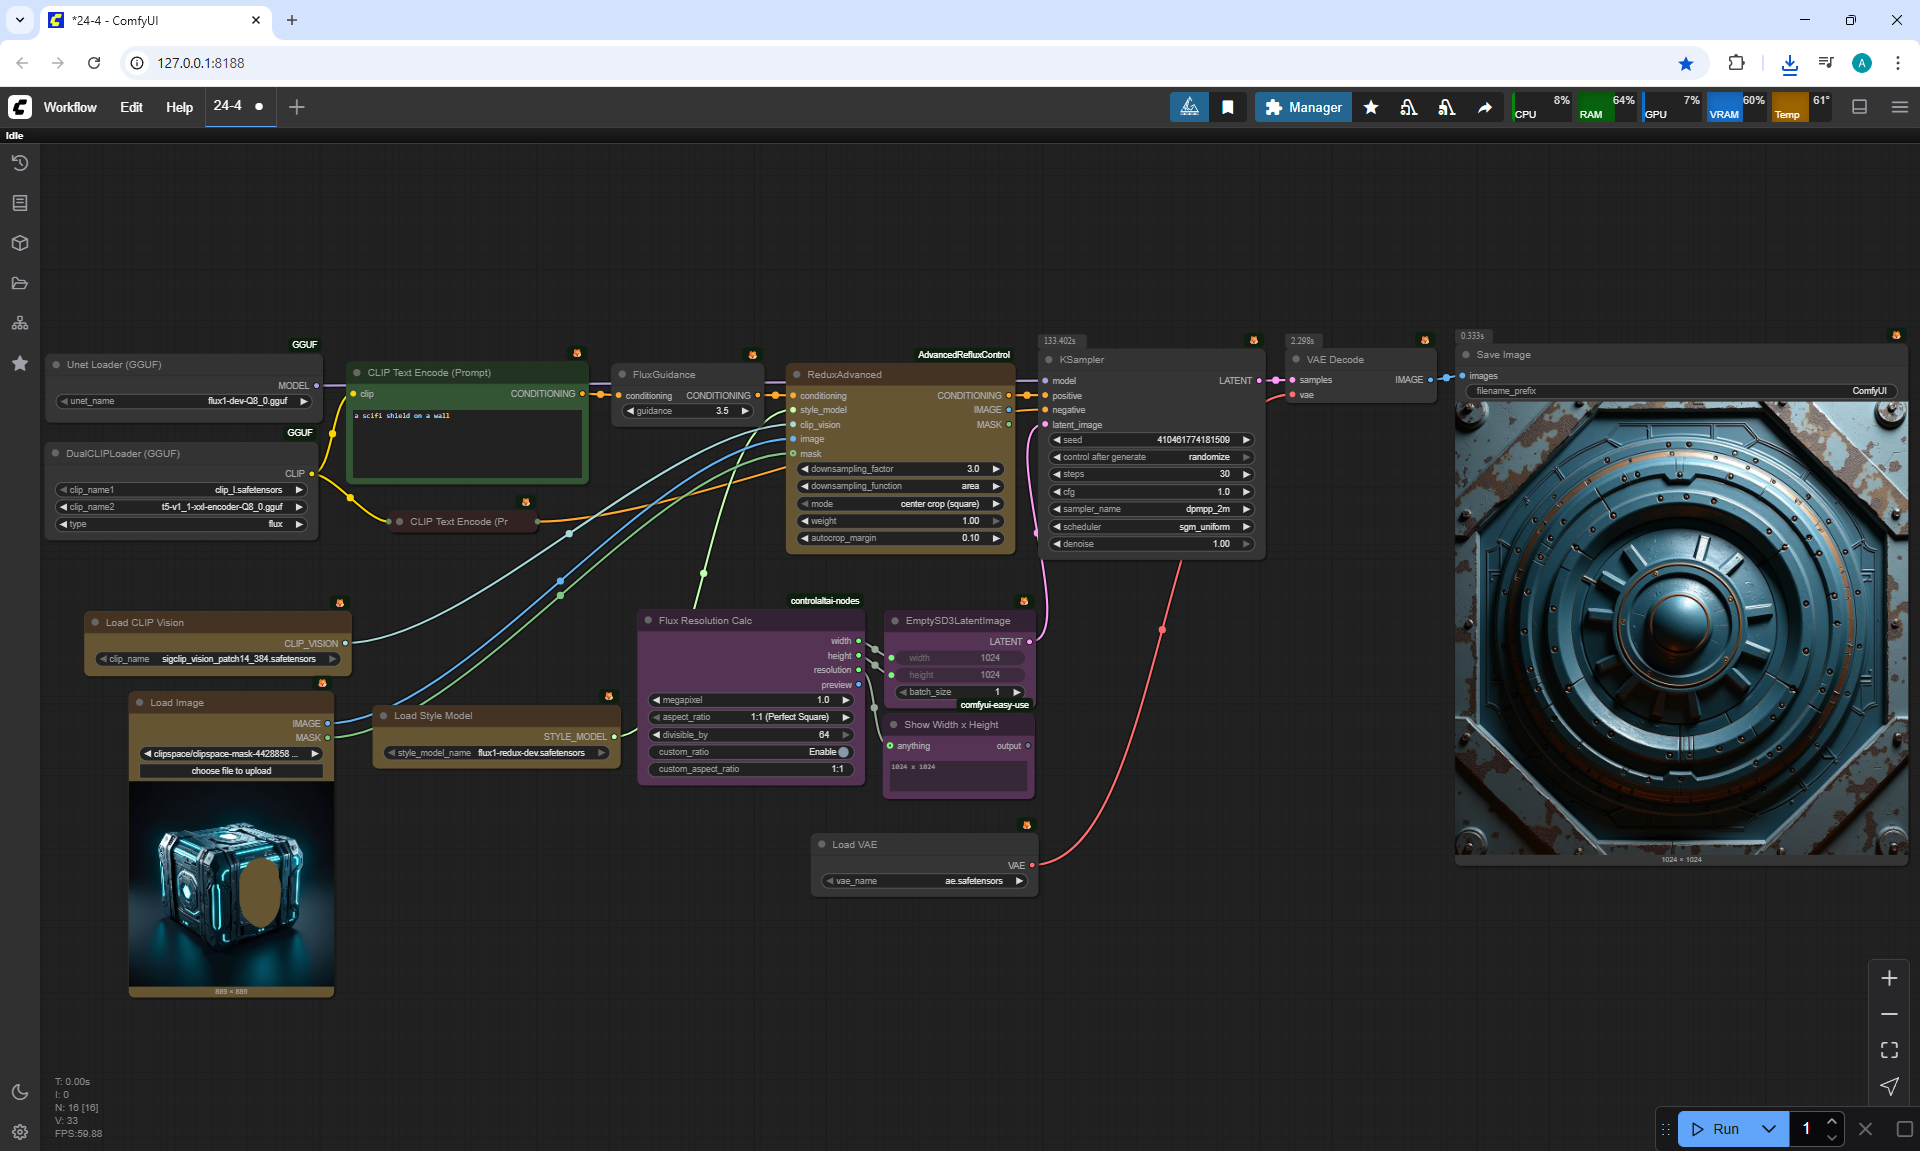 *24-4 - ComfyUI
127.0.0.1:8188
A
Workflow
Edit
Help
24-4
Manager
CPU 8%
RAM 64%
GPU 7%
VRAM 60%
Temp 61°
Idle
GGUF
Unet Loader (GGUF)
MODEL
unet_name flux1-dev-Q8_0.gguf
GGUF
DualCLIPLoader (GGUF)
CLIP
clip_name1 clip_l.safetensors
clip_name2 t5-v1_1-xxl-encoder-Q8_0.gguf
type flux
CLIP Text Encode (Prompt)
clip CONDITIONING
a scifi shield on a wall
CLIP Text Encode (Pr
FluxGuidance
conditioning CONDITIONING
guidance 3.5
AdvancedRefluxControl
ReduxAdvanced
conditioning CONDITIONING
style_model IMAGE
clip_vision MASK
image
mask
downsampling_factor 3.0
downsampling_function area
mode center crop (square)
weight 1.00
autocrop_margin 0.10
133.402s
KSampler
model LATENT
positive
negative
latent_image
seed 410461774181509
control after generate randomize
steps 30
cfg 1.0
sampler_name dpmpp_2m
scheduler sgm_uniform
denoise 1.00
2.298s
VAE Decode
samples IMAGE
vae
0.333s
Save Image
images
filename_prefix ComfyUI
1024 × 1024
Load CLIP Vision
CLIP_VISION
clip_name sigclip_vision_patch14_384.safetensors
Load Image
IMAGE
MASK
clipspace/clipspace-mask-4428858 ...
choose file to upload
889 × 889
Load Style Model
STYLE_MODEL
style_model_name flux1-redux-dev.safetensors
controlaltai-nodes
Flux Resolution Calc
width
height
resolution
preview
megapixel 1.0
aspect_ratio 1:1 (Perfect Square)
divisible_by 64
custom_ratio Enable
custom_aspect_ratio 1:1
EmptySD3LatentImage
LATENT
width 1024
height 1024
batch_size 1
comfyui-easy-use
Show Width x Height
anything output
1024 x 1024
Load VAE
VAE
vae_name ae.safetensors
T: 0.00s
I: 0
N: 16 [16]
V: 33
FPS:59.88
Run 1